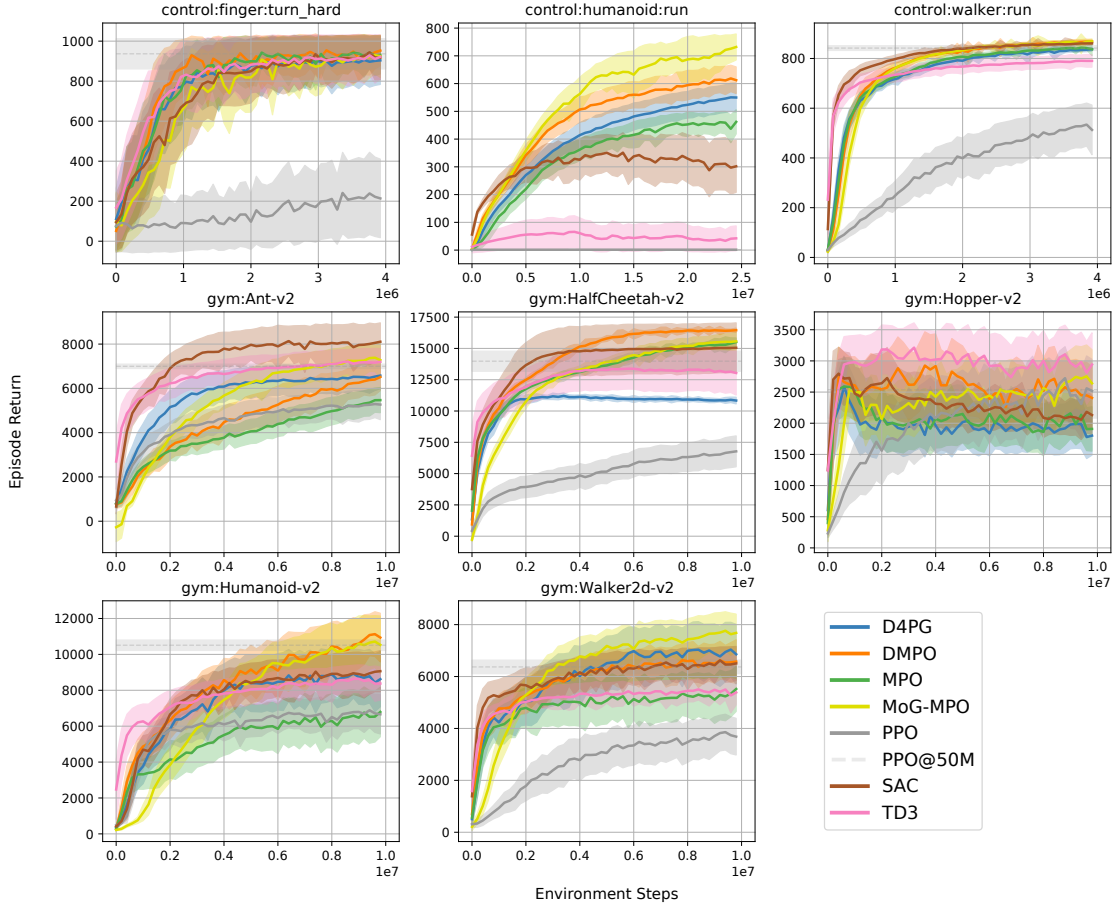 control:finger:turn_hard
control:humanoid:run
control:walker:run
1000
800
600
400
200
0
0 1 2 3 4
1e6
800
700
600
500
400
300
200
100
0
0.0 0.5 1.0 1.5 2.0 2.5
1e7
800
600
400
200
0
0 1 2 3 4
1e6
gym:Ant-v2
gym:HalfCheetah-v2
gym:Hopper-v2
8000
6000
4000
2000
0
0.0 0.2 0.4 0.6 0.8 1.0
1e7
17500
15000
12500
10000
7500
5000
2500
0
0.0 0.2 0.4 0.6 0.8 1.0
1e7
3500
3000
2500
2000
1500
1000
500
0
0.0 0.2 0.4 0.6 0.8 1.0
1e7
Episode Return
gym:Humanoid-v2
gym:Walker2d-v2
12000
10000
8000
6000
4000
2000
0
0.0 0.2 0.4 0.6 0.8 1.0
1e7
8000
6000
4000
2000
0
0.0 0.2 0.4 0.6 0.8 1.0
1e7
D4PG
DMPO
MPO
MoG-MPO
PPO
PPO@50M
SAC
TD3
Environment Steps